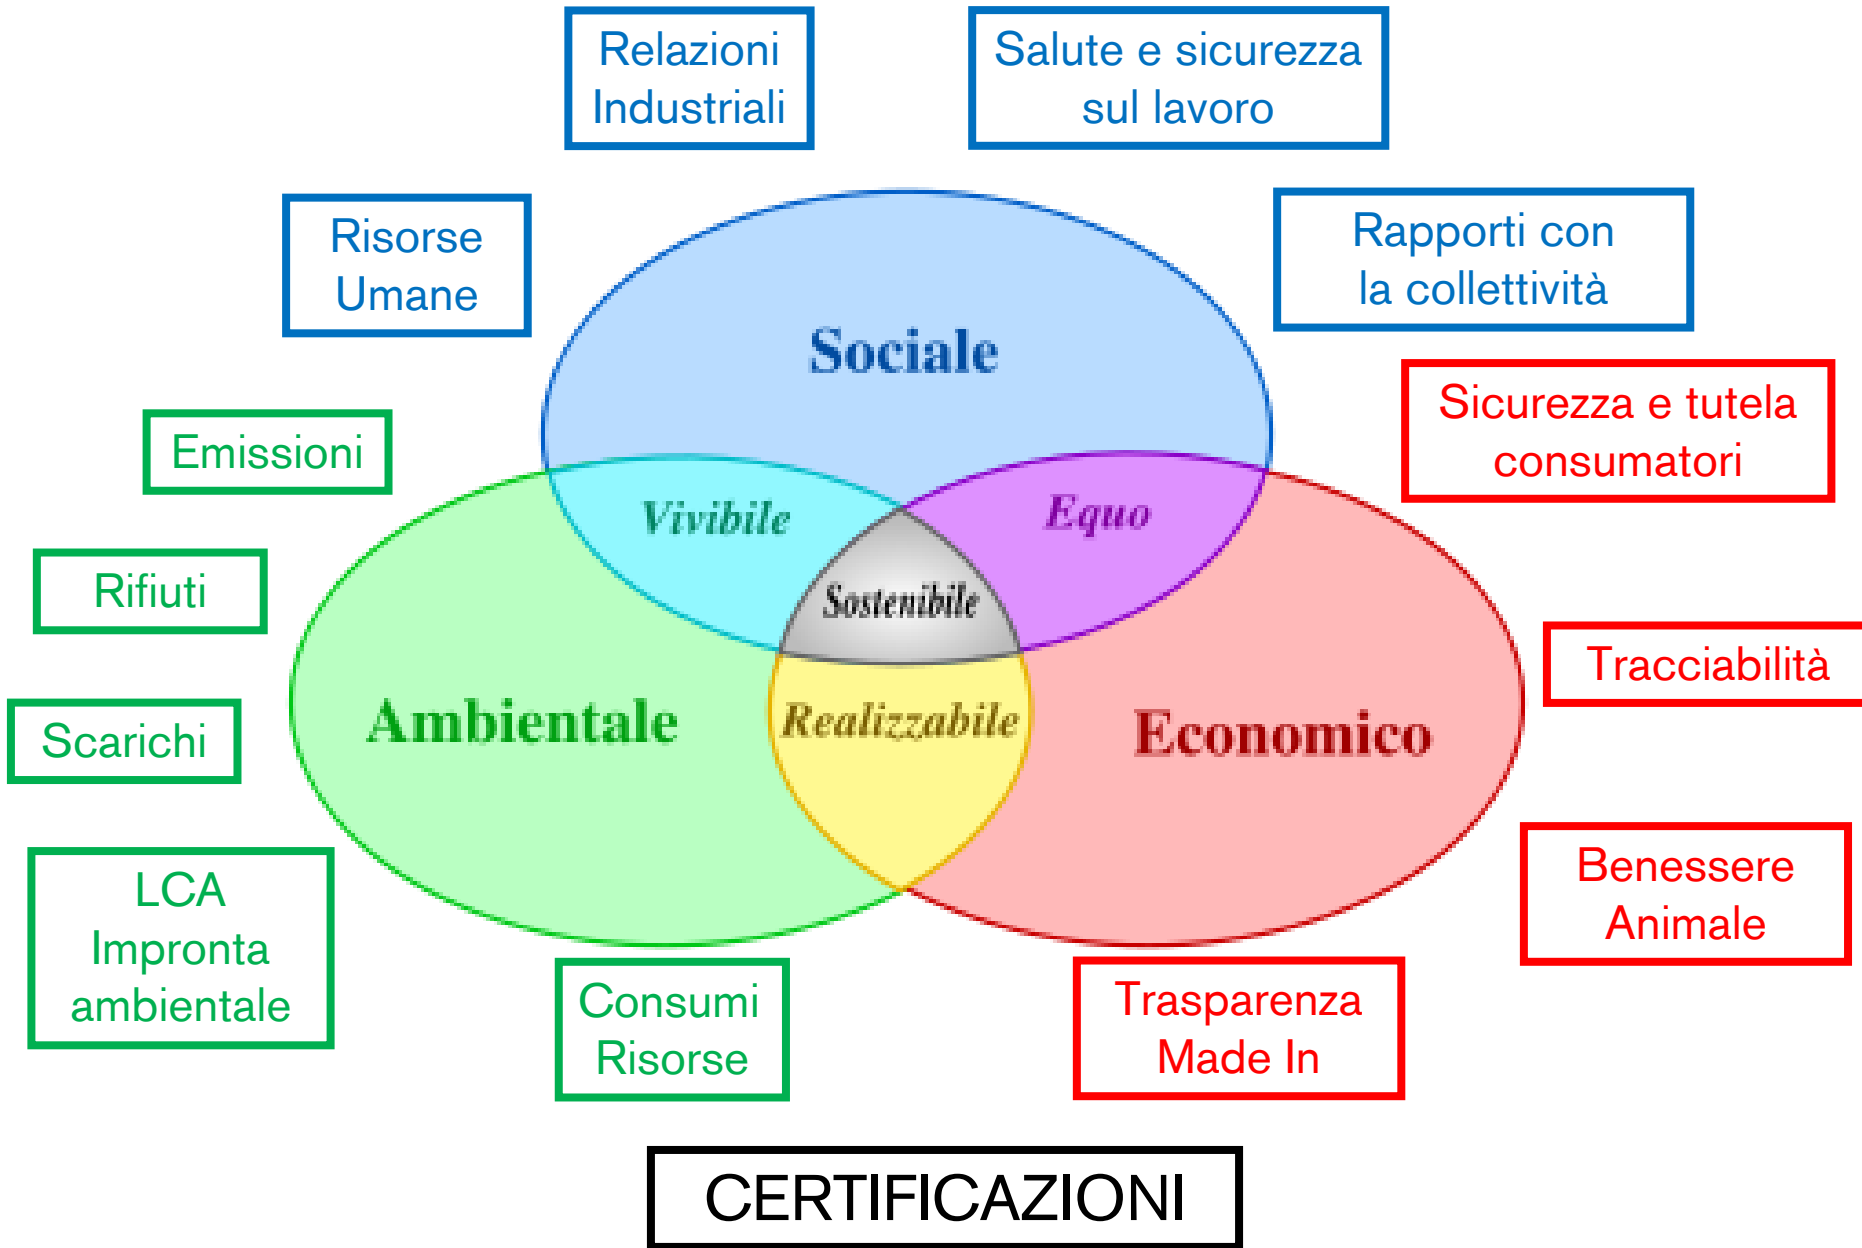 Relazioni
Industriali
Salute e sicurezza
sul lavoro
Risorse
Umane
Rapporti con
la collettività
Sociale
Emissioni
Sicurezza e tutela
consumatori
Vivibile
Equo
Rifiuti
Sostenibile
Tracciabilità
Scarichi
Ambientale
Realizzabile
Economico
LCA
Impronta
ambientale
Benessere
Animale
Consumi
Risorse
Trasparenza
Made In
CERTIFICAZIONI